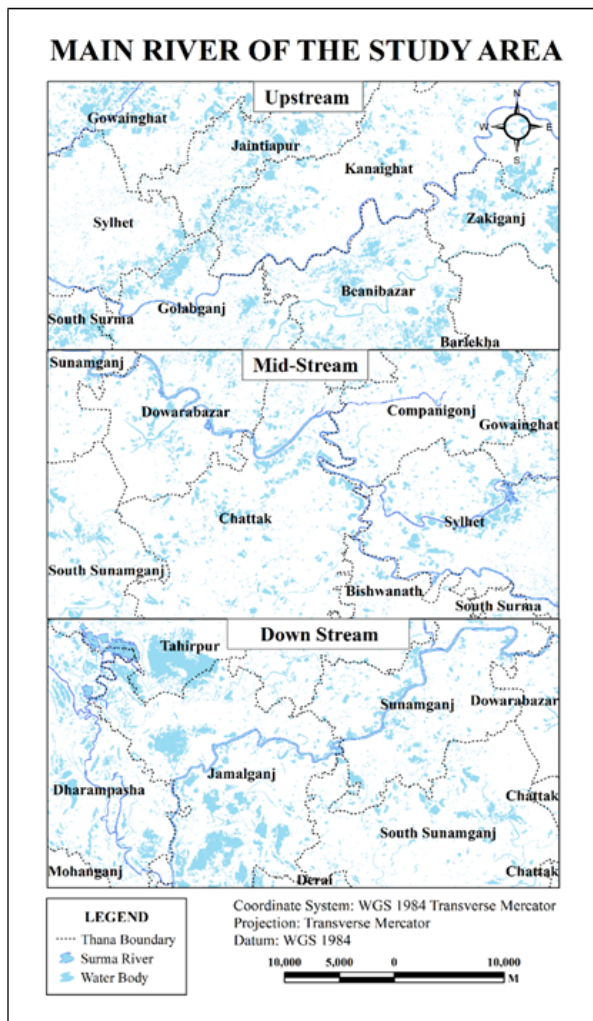 MAIN RIVER OF THE STUDY AREA
Upstream
N
W E
S
Gowainghat
Jaintiapur
Kanaighat
Sylhet
Zakiganj
Beanibazar
Golabganj
South Surma
Barlekha
Mid-Stream
Sunamganj
Dowarabazar
Companigonj
Gowainghat
Chattak
Sylhet
South Sunamganj
Bishwanath
South Surma
Down Stream
Tahirpur
Sunamganj
Dowarabazar
Jamalganj
Dharampasha
Chattak
South Sunamganj
Mohanganj
Derai
Chattak
LEGEND
Thana Boundary
Surma River
Water Body
Coordinate System: WGS 1984 Transverse Mercator
Projection: Transverse Mercator
Datum: WGS 1984
10,000 5,000 0 10,000
M